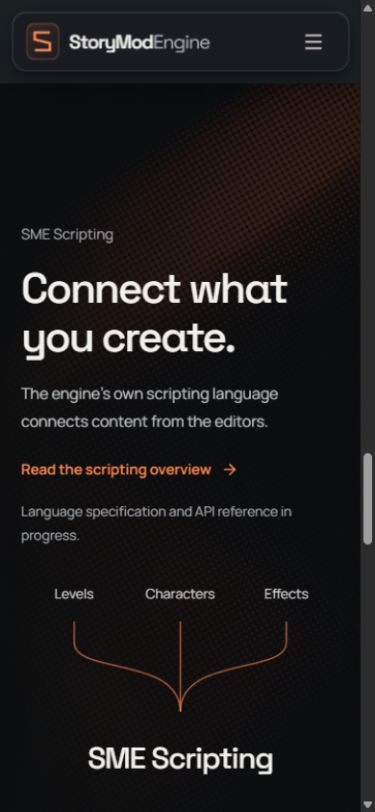 StoryModEngine
SME Scripting
Connect what
you create.
The engine's own scripting language
connects content from the editors.
Read the scripting overview →
Language specification and API reference in
progress.
Levels Characters Effects
SME Scripting